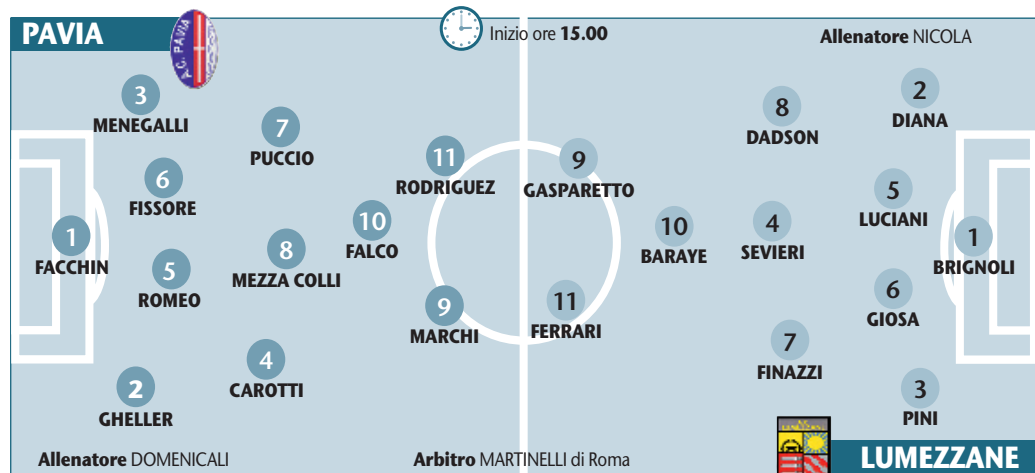 PAVIA
A.C. PAVIA
Inizio ore 15.00
Allenatore NICOLA
3
MENEGALLI
7
PUCCIO
6
FISSORE
11
RODRIGUEZ
1
FACCHIN
10
FALCO
8
MEZZA COLLI
5
ROMEO
9
MARCHI
4
CAROTTI
2
GHELLER
9
GASPARETTO
8
DADSON
2
DIANA
5
LUCIANI
10
BARAYE
4
SEVIERI
1
BRIGNOLI
6
GIOSA
11
FERRARI
7
FINAZZI
3
PINI
Allenatore DOMENICALI
Arbitro MARTINELLI di Roma
LUMEZZANE